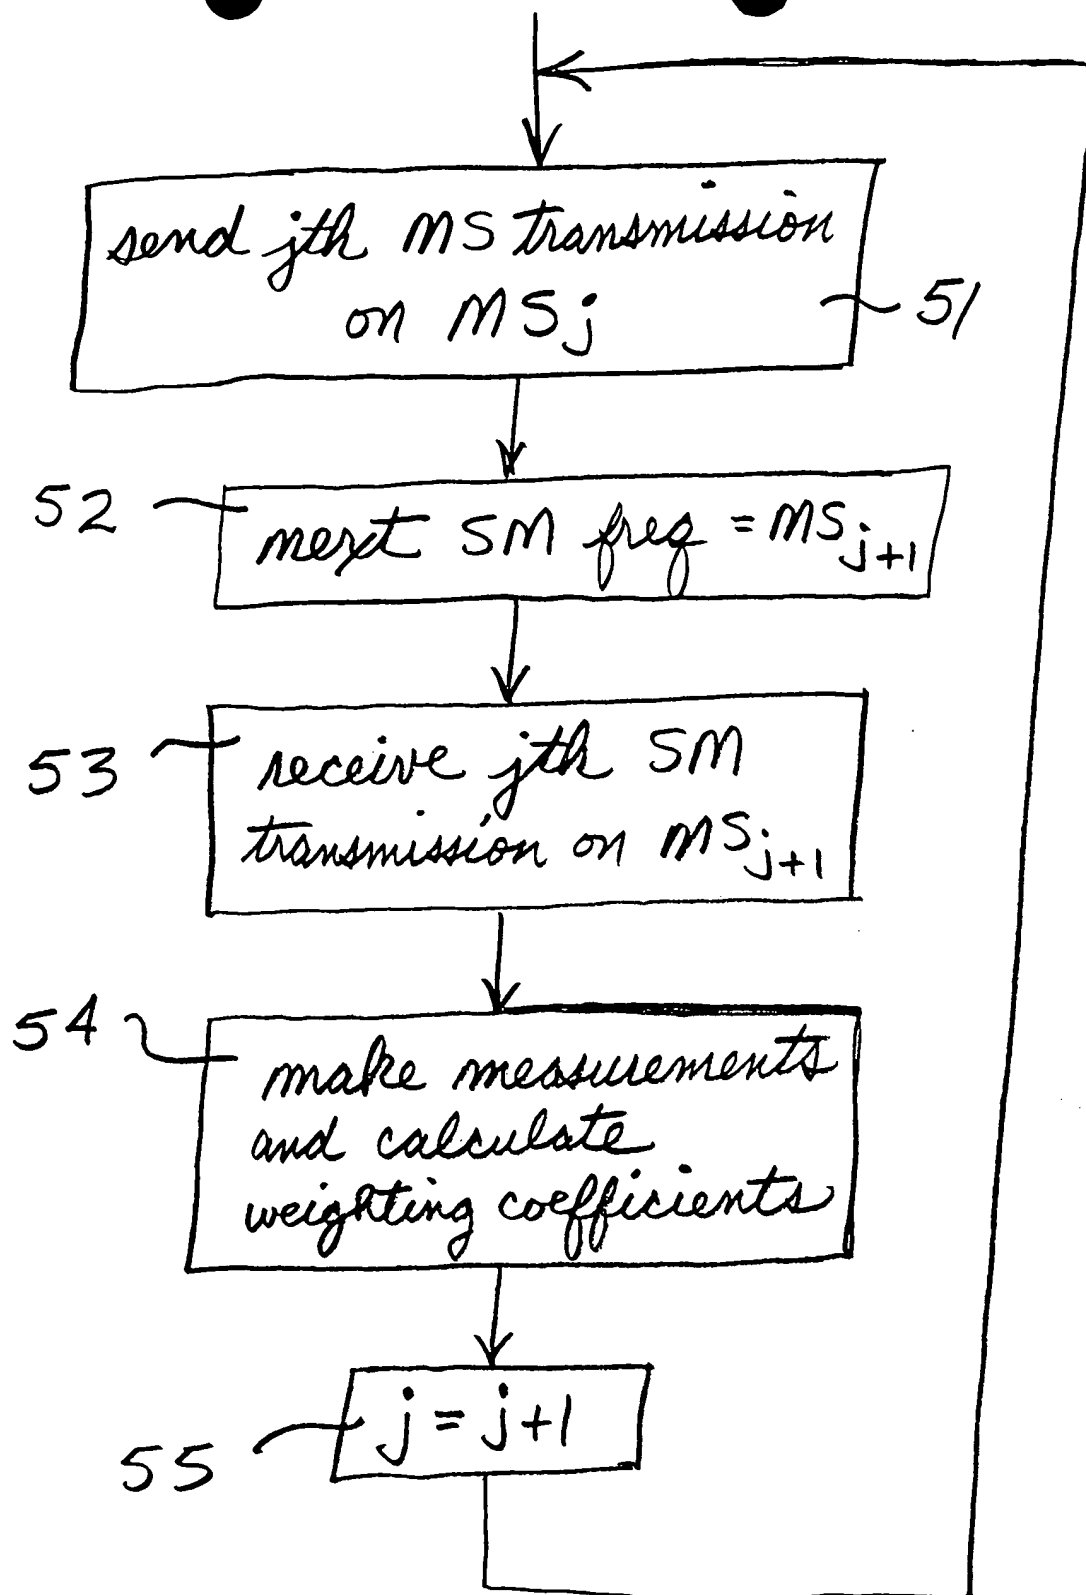 send jth MS transmission
on MSj
51
52
next SM freq = MSj+1
53
receive jth SM
transmission on MSj+1
54
make measurements
and calculate
weighting coefficients
55
j = j+1